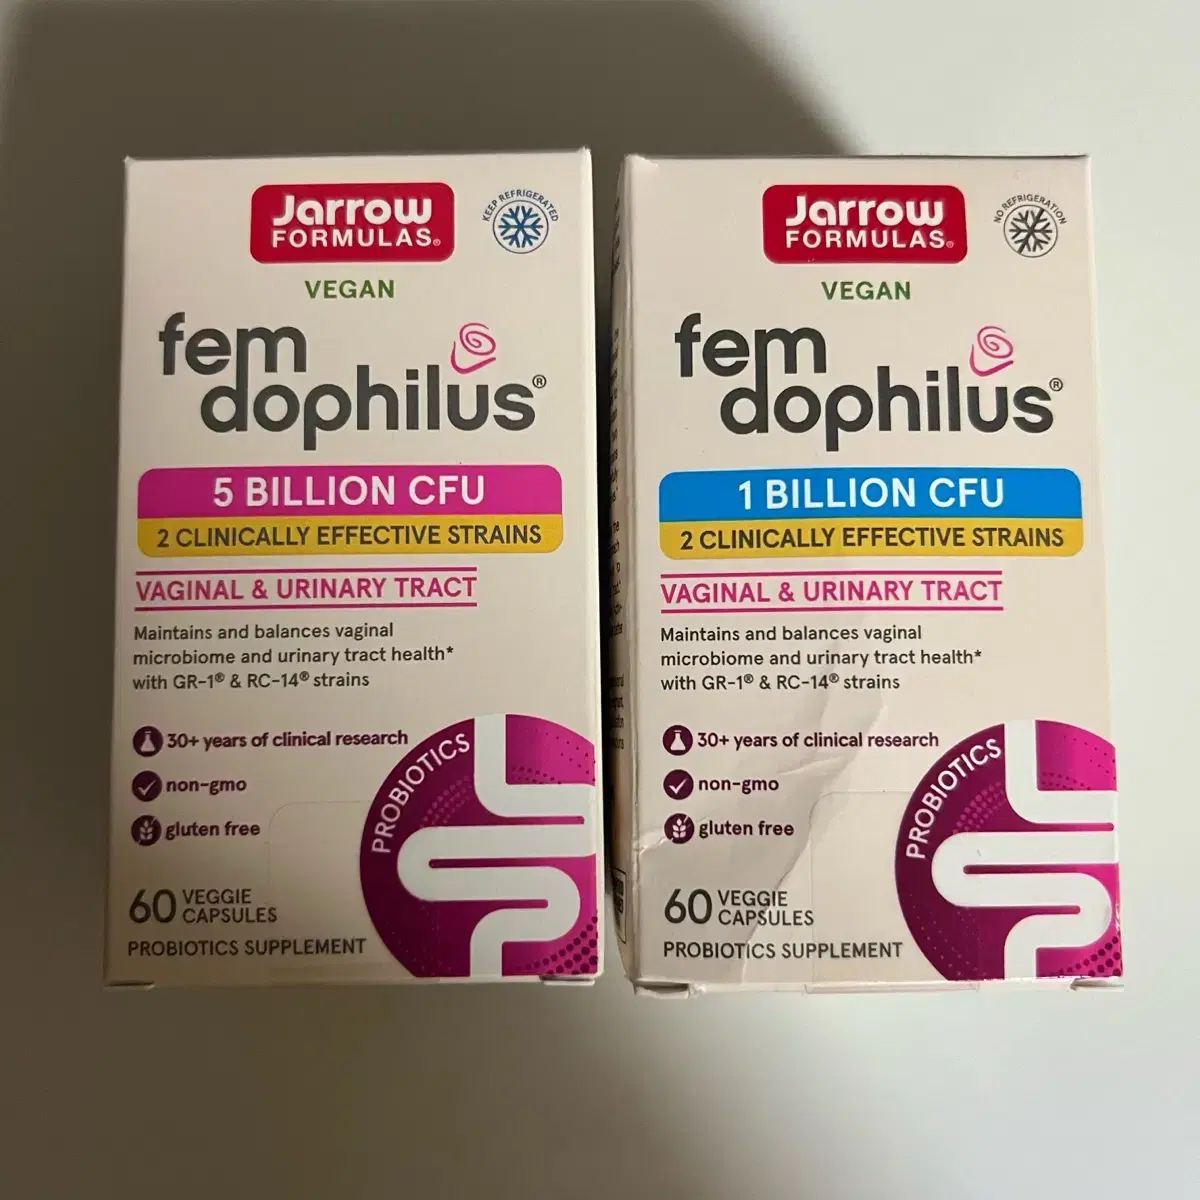 Jarrow
FORMULAS®
KEEP REFRIGERATED
VEGAN
fem
dophilus®
5 BILLION CFU
2 CLINICALLY EFFECTIVE STRAINS
VAGINAL & URINARY TRACT
Maintains and balances vaginal
microbiome and urinary tract health*
with GR-1® & RC-14® strains
30+ years of clinical research
non-gmo
gluten free
PROBIOTICS
60 VEGGIE
CAPSULES
PROBIOTICS SUPPLEMENT
Jarrow
FORMULAS®
NO REFRIGERATION
VEGAN
fem
dophilus®
1 BILLION CFU
2 CLINICALLY EFFECTIVE STRAINS
VAGINAL & URINARY TRACT
Maintains and balances vaginal
microbiome and urinary tract health*
with GR-1® & RC-14® strains
30+ years of clinical research
non-gmo
gluten free
PROBIOTICS
60 VEGGIE
CAPSULES
PROBIOTICS SUPPLEMENT